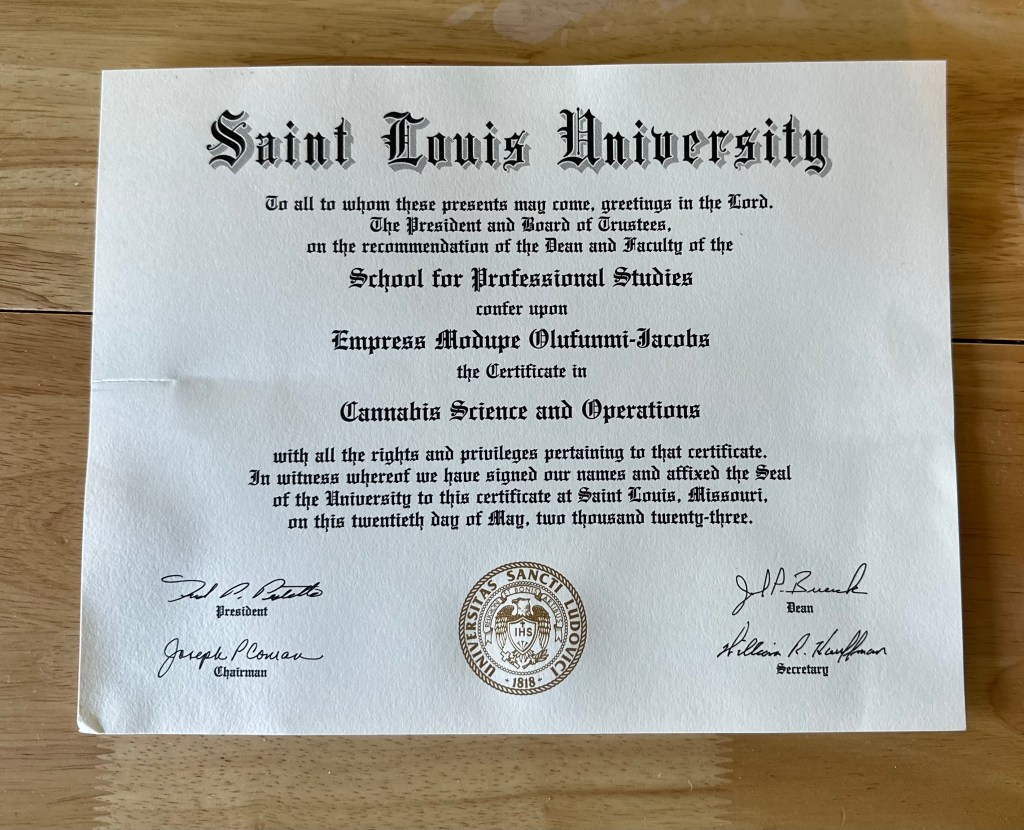 Saint Louis University
To all to whom these presents may come, greetings in the Lord.
The President and Board of Trustees,
on the recommendation of the Dean and Faculty of the
School for Professional Studies
confer upon
Empress Modupe Olufunmi-Jacobs
the Certificate in
Cannabis Science and Operations
with all the rights and privileges pertaining to that certificate.
In witness whereof we have signed our names and affixed the Seal
of the University to this certificate at Saint Louis, Missouri,
on this twentieth day of May, two thousand twenty-three.
President
Joseph P Conran
Chairman
UNIVERSITAS SANCTI LUDOVICI
IHS
1818
Dean
William R. Kauffman
Secretary